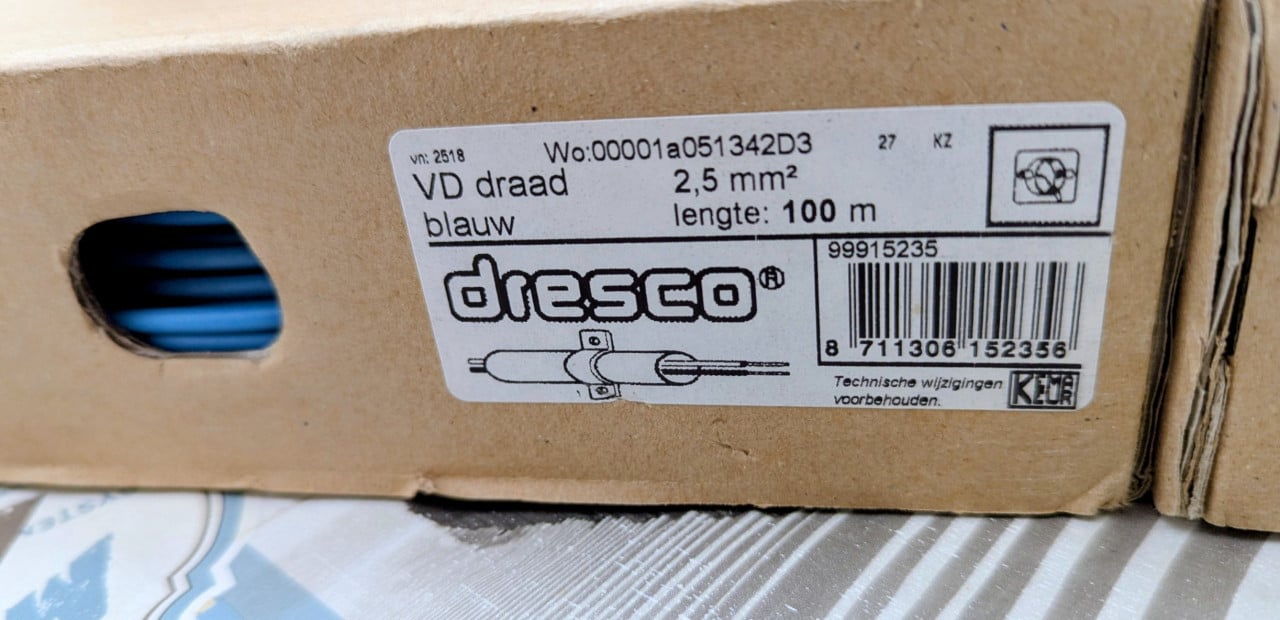 vn: 2518 Wo:00001a051342D3 27 KZ
VD draad 2,5 mm²
blauw lengte: 100 m
99915235
dresco®
8 711306 152356
Technische wijzigingen
voorbehouden.
KEMA
KEUR